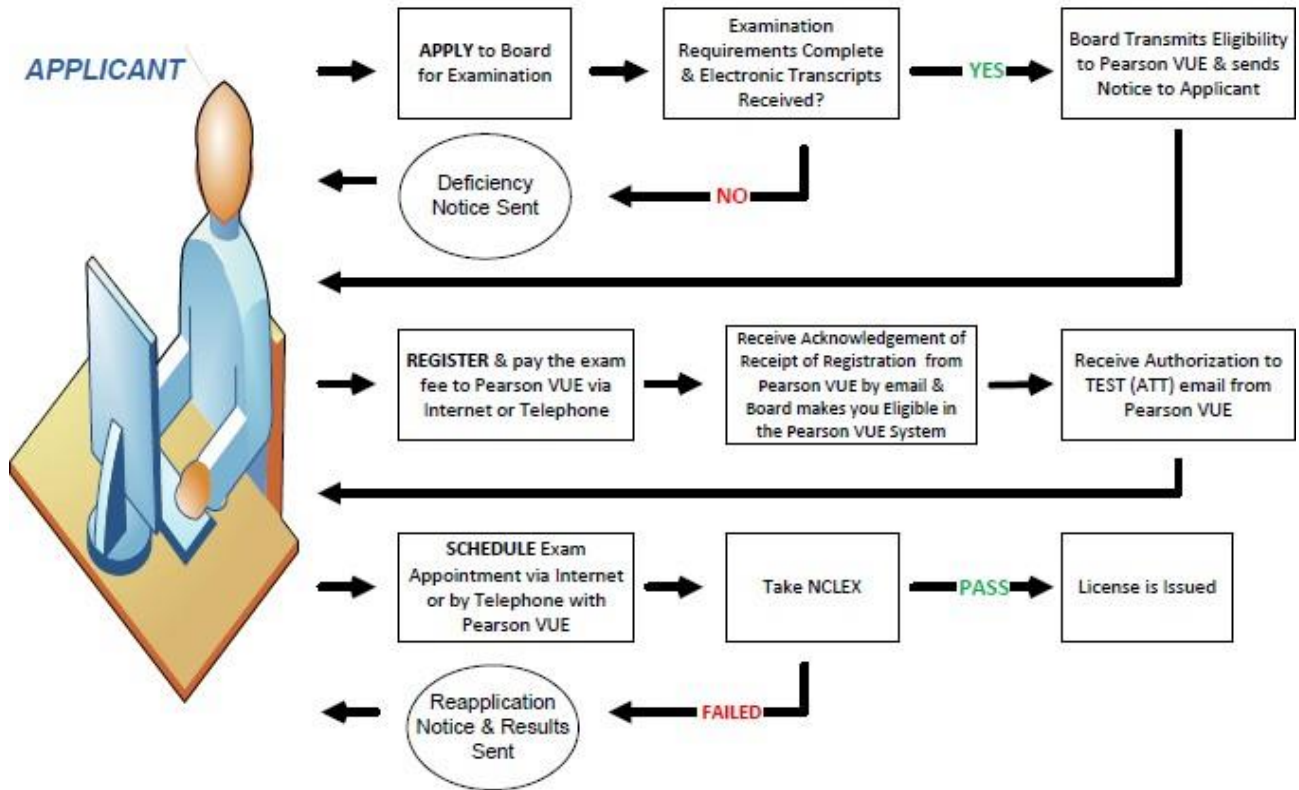 APPLICANT
APPLY to Board
for Examination
Examination
Requirements Complete
& Electronic Transcripts
Received?
YES
Board Transmits Eligibility
to Pearson VUE & sends
Notice to Applicant
Deficiency
Notice Sent
NO
REGISTER & pay the exam
fee to Pearson VUE via
Internet or Telephone
Receive Acknowledgement of
Receipt of Registration from
Pearson VUE by email &
Board makes you Eligible in
the Pearson VUE System
Receive Authorization to
TEST (ATT) email from
Pearson VUE
SCHEDULE Exam
Appointment via Internet
or by Telephone with
Pearson VUE
Take NCLEX
PASS
License is Issued
Reapplication
Notice & Results
Sent
FAILED